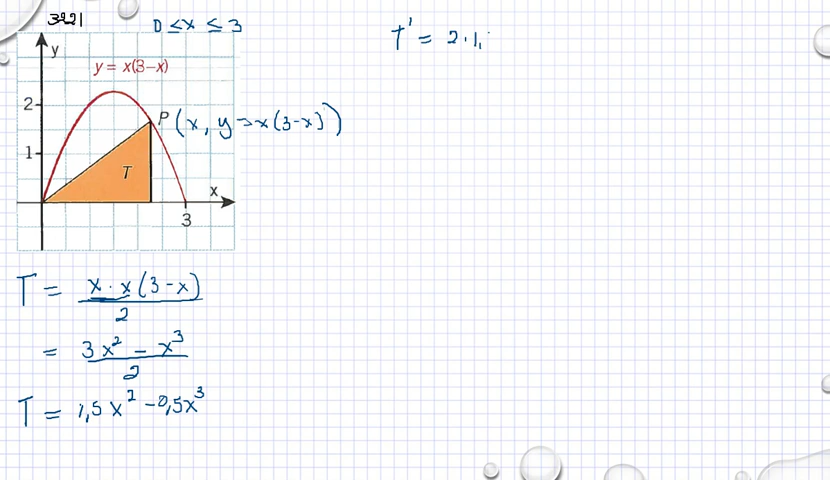 3221
0 ≤ x ≤ 3
y
y = x(3–x)
2
P (x, y = x(3-x))
1
T
x
3
T = x · x(3-x) / 2
= 3x² - x³ / 2
T = 1,5x² - 0,5x³
T' = 2·1,